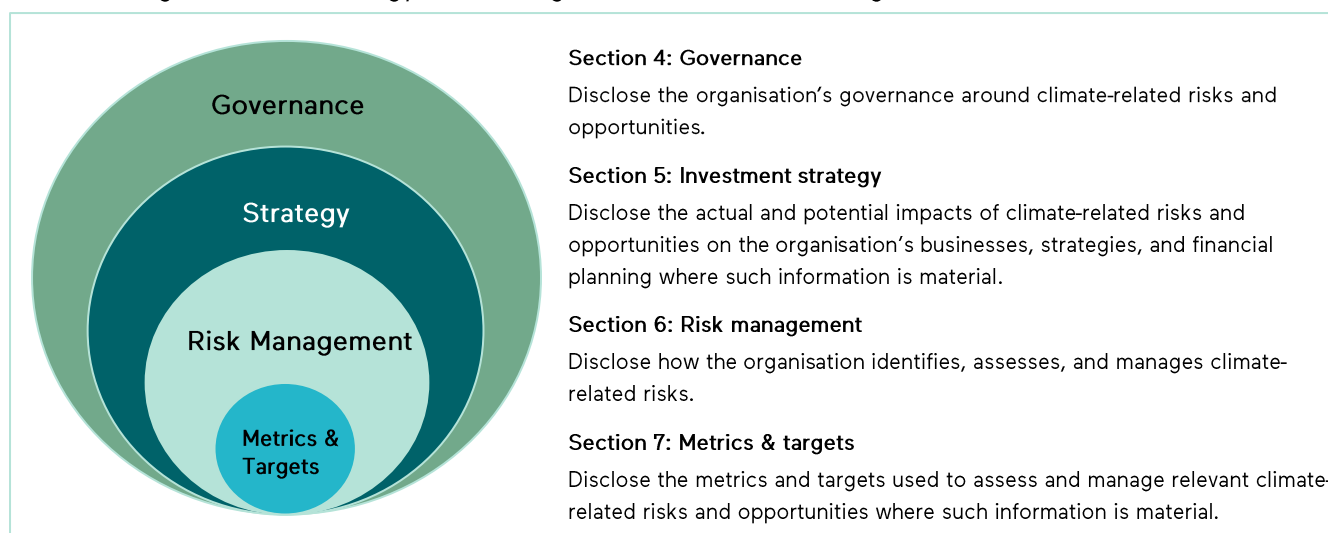 Governance
Strategy
Risk Management
Metrics &
Targets
Section 4: Governance
Disclose the organisation’s governance around climate-related risks and
opportunities.
Section 5: Investment strategy
Disclose the actual and potential impacts of climate-related risks and
opportunities on the organisation’s businesses, strategies, and financial
planning where such information is material.
Section 6: Risk management
Disclose how the organisation identifies, assesses, and manages climate-
related risks.
Section 7: Metrics & targets
Disclose the metrics and targets used to assess and manage relevant climate-
related risks and opportunities where such information is material.